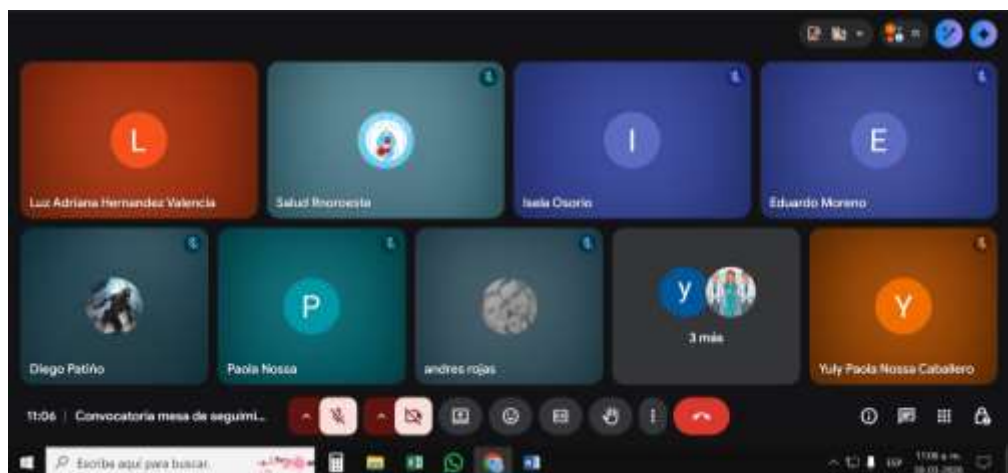 L
Luz Adriana Hernandez Valencia
Salud Rnoroeste
I
Isela Osorio
E
Eduardo Moreno
Diego Patiño
P
Paola Nossa
andres rojas
y
3 más
Y
Yuly Paola Nossa Caballero
11:06 | Convocatoria mesa de seguimi...
Escribe aquí para buscar.
ESP